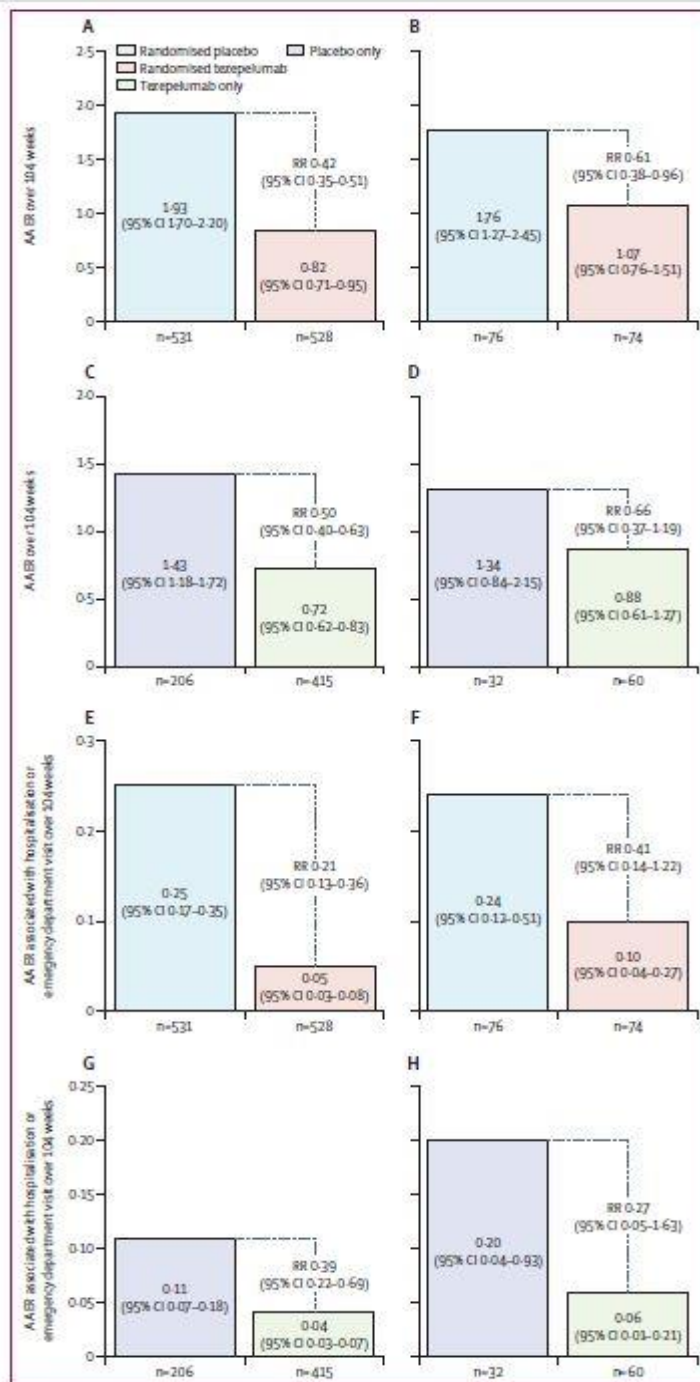 A
B
Randomised placebo
Placebo only
Randomised tezepelumab
Tezepelumab only
AAER over 104 weeks
2·5
2·0
1·5
1·0
0·5
0
1·93
(95% CI 1·70–2·20)
RR 0·42
(95% CI 0·35–0·51)
0·82
(95% CI 0·71–0·95)
n=531
n=528
1·76
(95% CI 1·27–2·45)
RR 0·61
(95% CI 0·38–0·96)
1·07
(95% CI 0·76–1·51)
n=76
n=74
C
D
AAER over 104 weeks
2·0
1·5
1·0
0·5
0
1·43
(95% CI 1·18–1·72)
RR 0·50
(95% CI 0·40–0·63)
0·72
(95% CI 0·62–0·83)
n=206
n=415
1·34
(95% CI 0·84–2·15)
RR 0·66
(95% CI 0·37–1·19)
0·88
(95% CI 0·61–1·27)
n=32
n=60
E
F
AAER associated with hospitalisation or
emergency department visit over 104 weeks
0·3
0·2
0·1
0
0·25
(95% CI 0·17–0·35)
RR 0·21
(95% CI 0·13–0·36)
0·05
(95% CI 0·03–0·08)
n=531
n=528
0·24
(95% CI 0·12–0·51)
RR 0·41
(95% CI 0·14–1·22)
0·10
(95% CI 0·04–0·27)
n=76
n=74
G
H
AAER associated with hospitalisation or
emergency department visit over 104 weeks
0·25
0·20
0·15
0·10
0·05
0
0·11
(95% CI 0·07–0·18)
RR 0·39
(95% CI 0·22–0·69)
0·04
(95% CI 0·03–0·07)
n=206
n=415
0·20
(95% CI 0·04–0·93)
RR 0·27
(95% CI 0·05–1·63)
0·06
(95% CI 0·01–0·21)
n=32
n=60